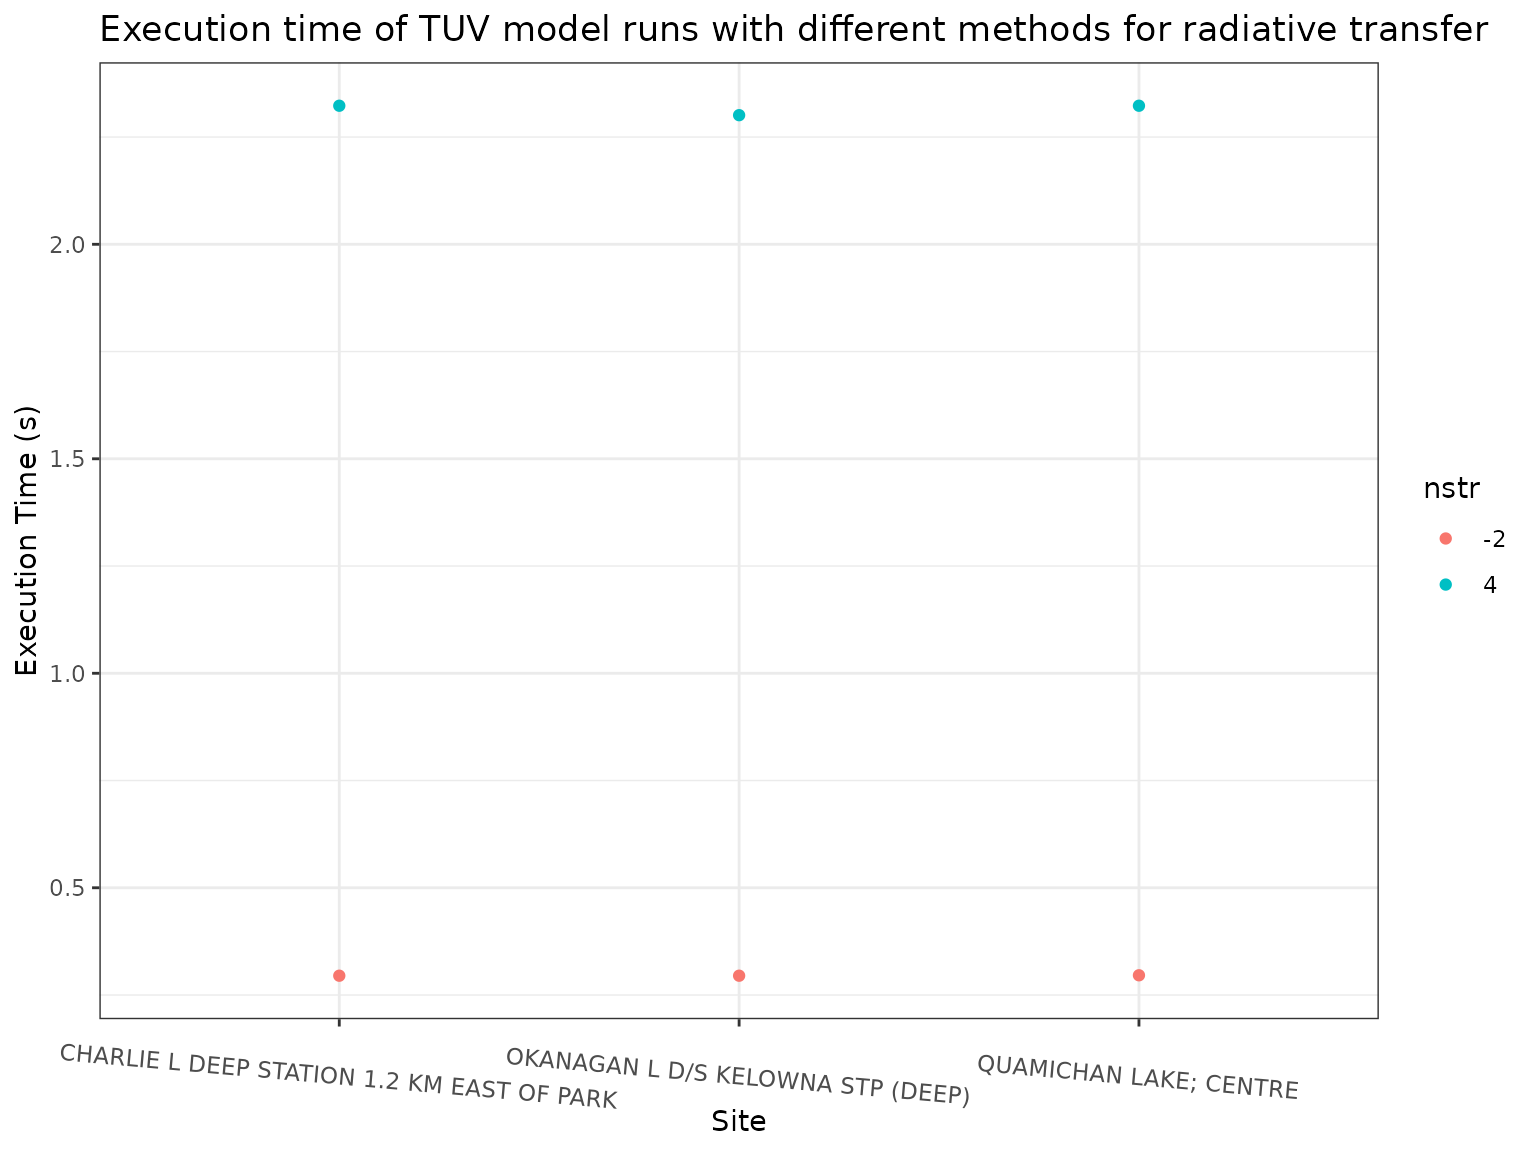 Execution time of TUV model runs with different methods for radiative transfer
Execution Time (s)
2.0
1.5
1.0
0.5
nstr
-2
4
CHARLIE L DEEP STATION 1.2 KM EAST OF PARK
OKANAGAN L D/S KELOWNA STP (DEEP)
QUAMICHAN LAKE; CENTRE
Site